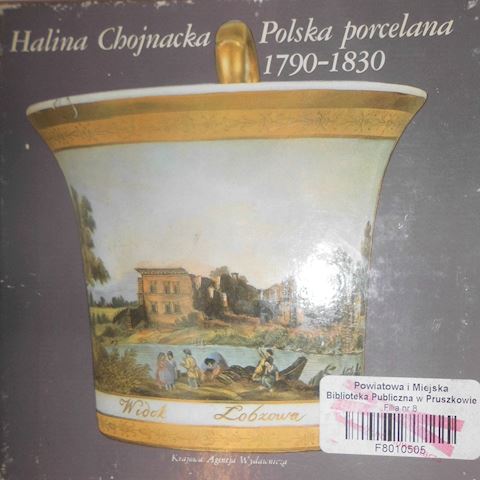 Halina Chojnacka
Polska porcelana
1790-1830
Widok Łobzowa
Krajowa Agencja Wydawnicza
Powiatowa i Miejska
Biblioteka Publiczna w Pruszkowie
Filia nr 8
F8010505